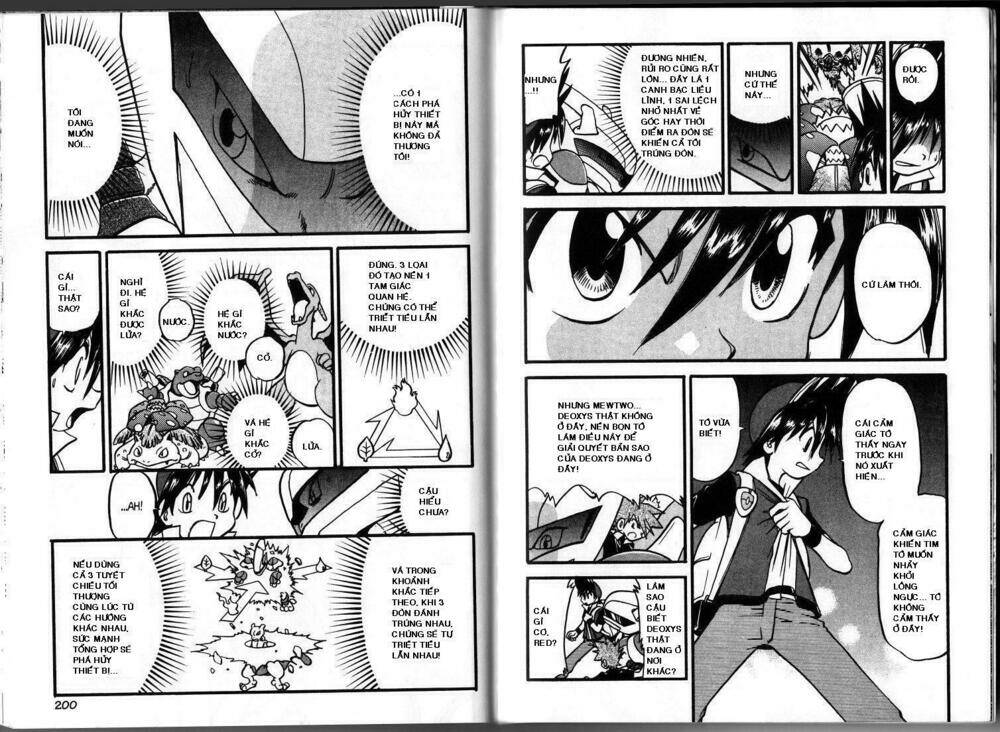 TÔI
ĐANG
MUỐN
NÓI...
...CÓ 1
CÁCH PHÁ
HỦY THIẾT
BỊ NÀY MÀ
KHÔNG ĐẢ
THƯƠNG
TÔI!
CÁI
GÌ...
THẬT
SAO?
NGHĨ
ĐI. HỆ
GÌ
KHẮC
ĐƯỢC
LỬA?
NƯỚC.
HỆ GÌ
KHẮC
NƯỚC?
CỎ.
VÀ HỆ
GÌ
KHẮC
CỎ?
LỬA.
ĐÚNG. 3 LOẠI
ĐÓ TẠO NÊN 1
TAM GIÁC
QUAN HỆ.
CHÚNG CÓ THỂ
TRIỆT TIÊU LẪN
NHAU!
...AH!
CẬU
HIỂU
CHƯA?
NẾU DÙNG
CẢ 3 TUYỆT
CHIÊU TỐI
THƯỢNG
CÙNG LÚC TỪ
CÁC HƯỚNG
KHÁC NHAU,
SỨC MẠNH
TỔNG HỢP SẼ
PHÁ HỦY
THIẾT BỊ...
VÀ TRONG
KHOẢNH
KHẮC TIẾP
THEO, KHI 3
ĐÒN ĐÁNH
TRÚNG NHAU,
CHÚNG SẼ TỰ
TRIỆT TIÊU
LẪN NHAU!
200
NHƯNG
...!!
ĐƯƠNG NHIÊN,
RỦI RO CŨNG RẤT
LỚN... ĐÂY LÀ 1
CANH BẠC LIỀU
LĨNH, 1 SAI LỆCH
NHỎ NHẤT VỀ
GÓC HAY THỜI
ĐIỂM RA ĐÒN SẼ
KHIẾN CẢ TÔI
TRÚNG ĐÒN.
NHƯNG
CỨ THẾ
NÀY...
ĐƯỢC
RỒI.
CỨ LÀM THÔI.
NHƯNG MEWTWO...
DEOXYS THẬT KHÔNG
Ở ĐÂY. NÊN BỌN TỚ
LÀM ĐIỀU NÀY ĐỂ
GIẢI QUYẾT BẢN SAO
CỦA DEOXYS ĐANG Ở
ĐÂY!
TỚ VỪA
BIẾT!
CÁI CẢM
GIÁC TỚ
THẤY NGAY
TRƯỚC KHI
NÓ XUẤT
HIỆN...
CẢM GIÁC
KHIẾN TIM
TỚ MUỐN
NHẢY
KHỎI
LỒNG
NGỰC... TỚ
KHÔNG
CẢM THẤY
Ở ĐÂY!
CÁI
GÌ
CƠ,
RED?
LÀM
SAO
CẬU
BIẾT
DEOXYS
THẬT
ĐANG
Ở
NƠI
KHÁC?